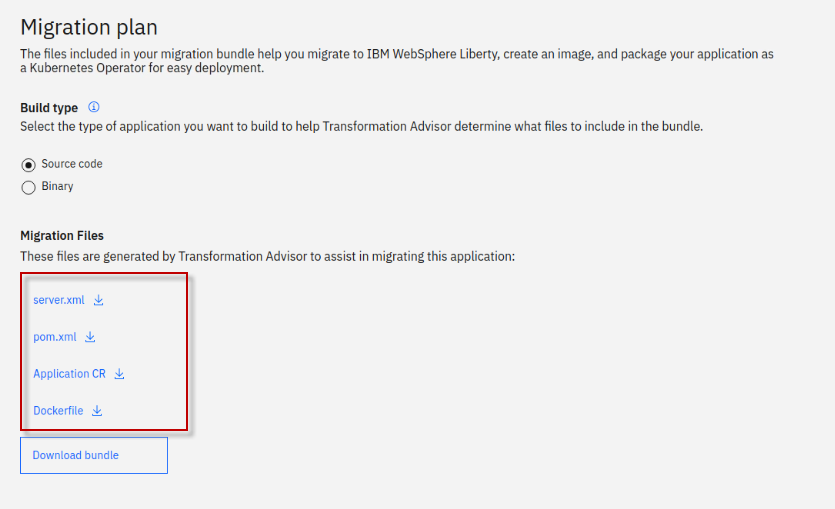 Migration plan
The files included in your migration bundle help you migrate to IBM WebSphere Liberty, create an image, and package your application as
a Kubernetes Operator for easy deployment.
Build type
Select the type of application you want to build to help Transformation Advisor determine what files to include in the bundle.
Source code
Binary
Migration Files
These files are generated by Transformation Advisor to assist in migrating this application:
server.xml
pom.xml
Application CR
Dockerfile
Download bundle